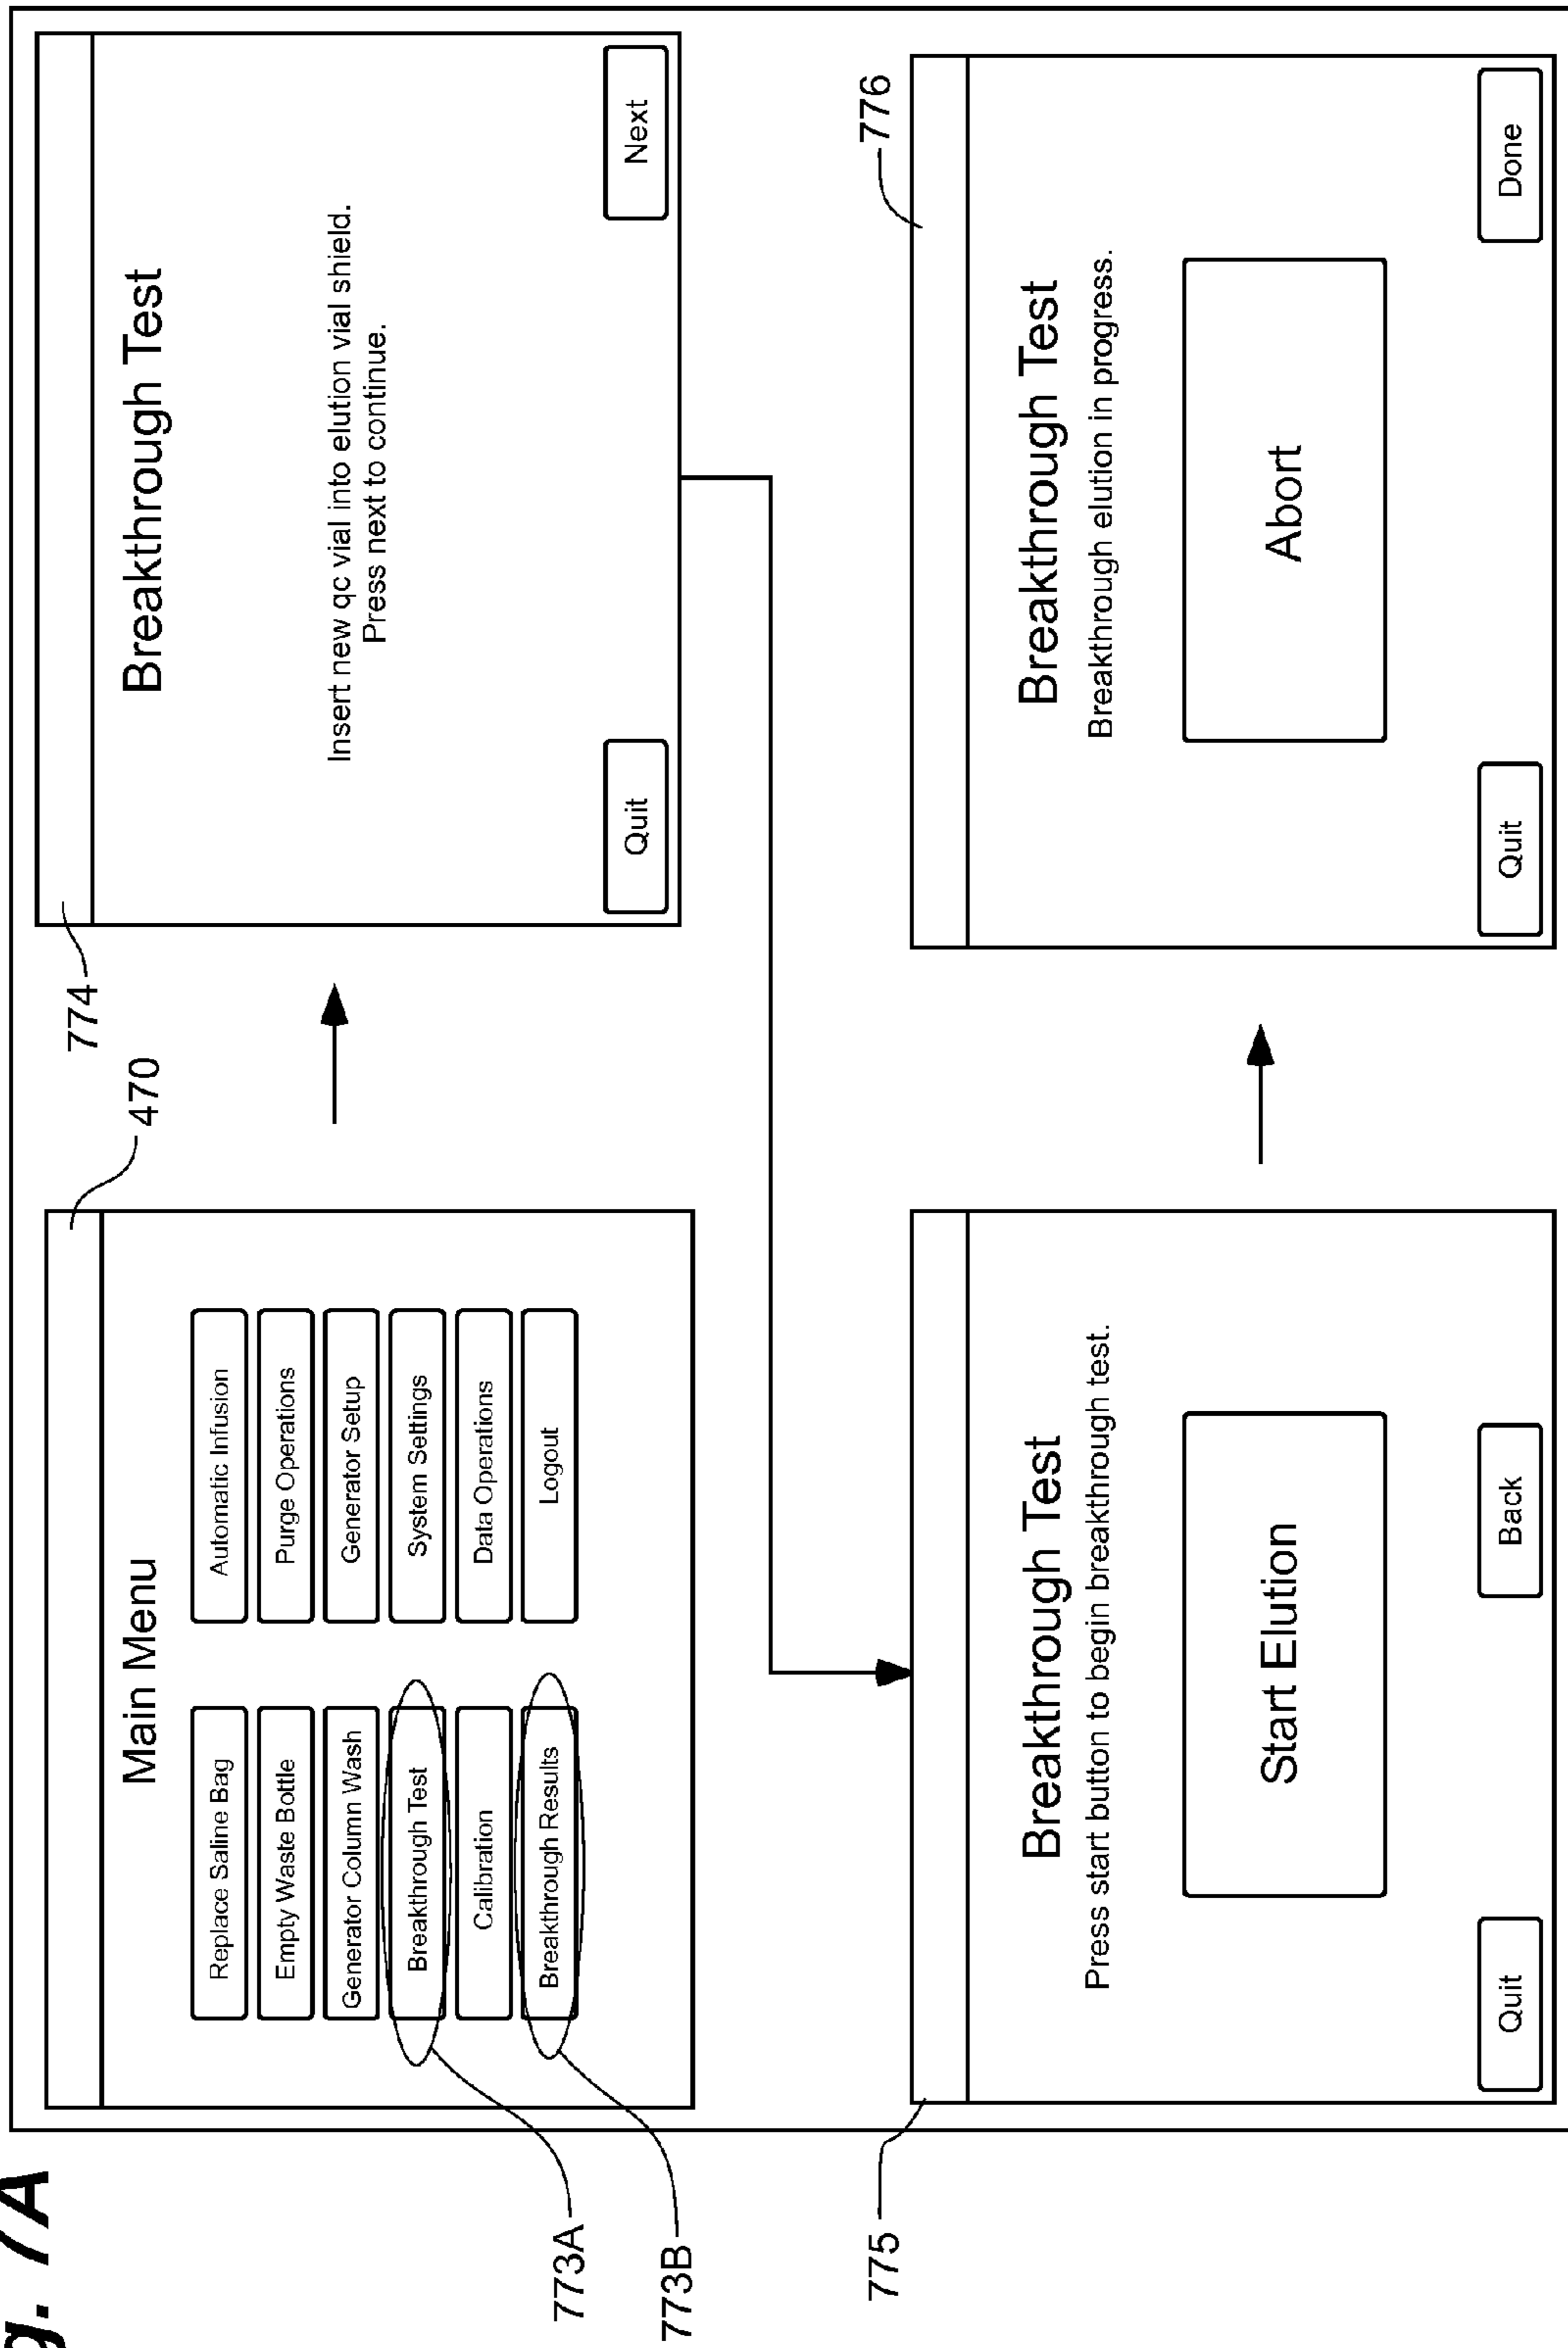 g. 7A
470
Main Menu
Replace Saline Bag
Empty Waste Bottle
Generator Column Wash
Breakthrough Test
Calibration
Breakthrough Results
Automatic Infusion
Purge Operations
Generator Setup
System Settings
Data Operations
Logout
773A
773B
774
Breakthrough Test
Insert new qc vial into elution vial shield.
Press next to continue.
Quit
Next
775
Breakthrough Test
Press start button to begin breakthrough test.
Start Elution
Quit
Back
776
Breakthrough Test
Breakthrough elution in progress.
Abort
Quit
Done